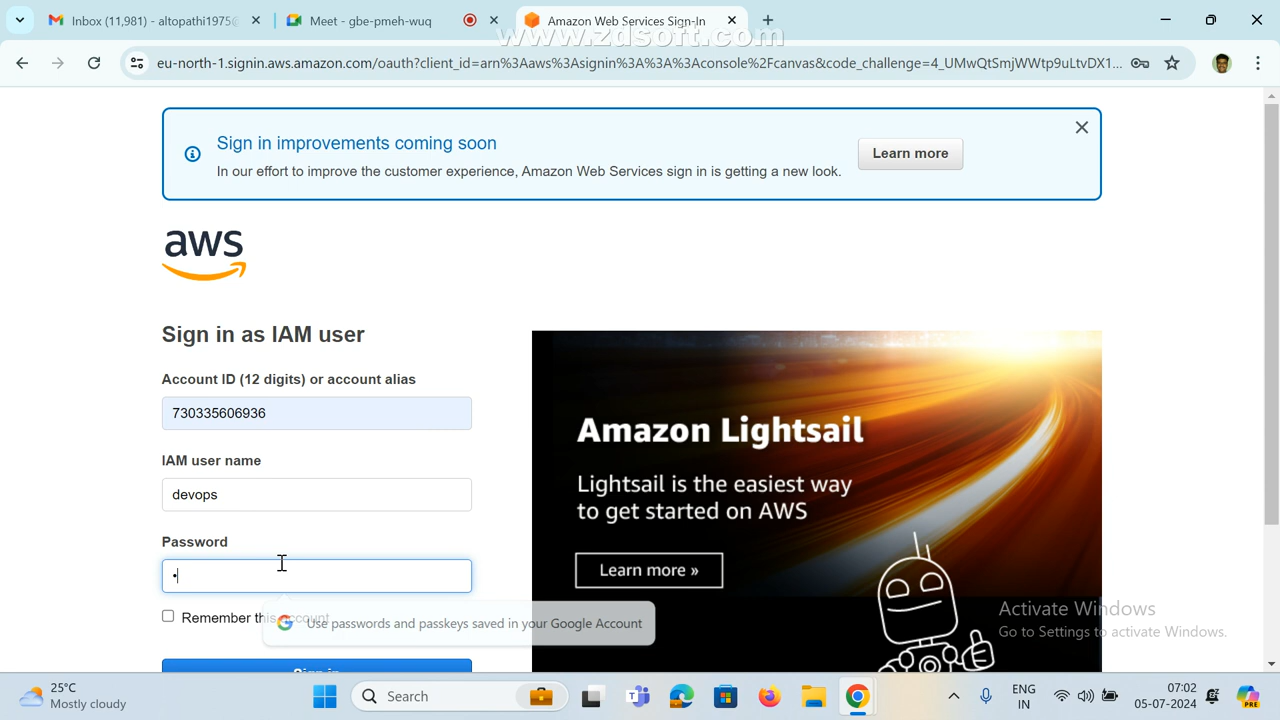 Inbox (11,981) - altopathi1975@
Meet - gbe-pmeh-wuq
Amazon Web Services Sign-In
www.zdsoft.com
eu-north-1.signin.aws.amazon.com/oauth?client_id=arn%3Aaws%3Asignin%3A%3A%3Aconsole%2Fcanvas&code_challenge=4_UMwQtSmjWWtp9uLtvDX1...
Sign in improvements coming soon
In our effort to improve the customer experience, Amazon Web Services sign in is getting a new look.
Learn more
aws
Sign in as IAM user
Account ID (12 digits) or account alias
730335606936
IAM user name
devops
Password
•
Remember this account
Use passwords and passkeys saved in your Google Account
Sign in
Amazon Lightsail
Lightsail is the easiest way
to get started on AWS
Learn more »
Activate Windows
Go to Settings to activate Windows.
25°C
Mostly cloudy
Search
ENG
IN
07:02
05-07-2024
PRE